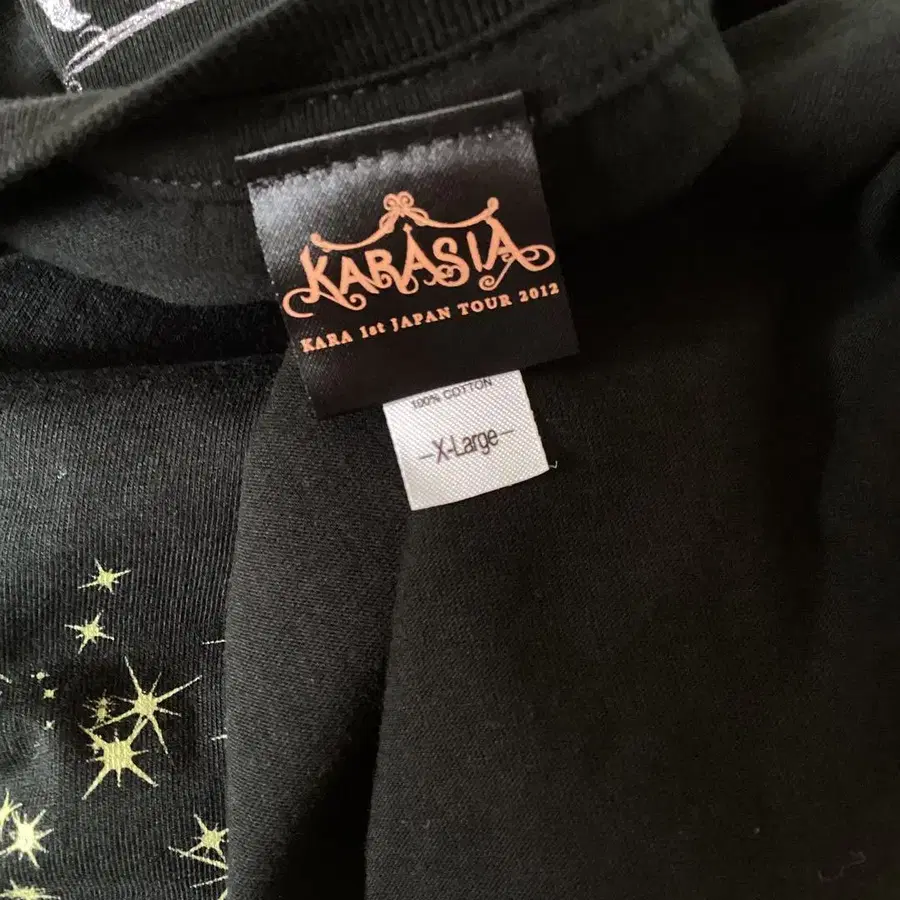 KARASIA
KARA 1st JAPAN TOUR 2012
100% COTTON
-X-Large-